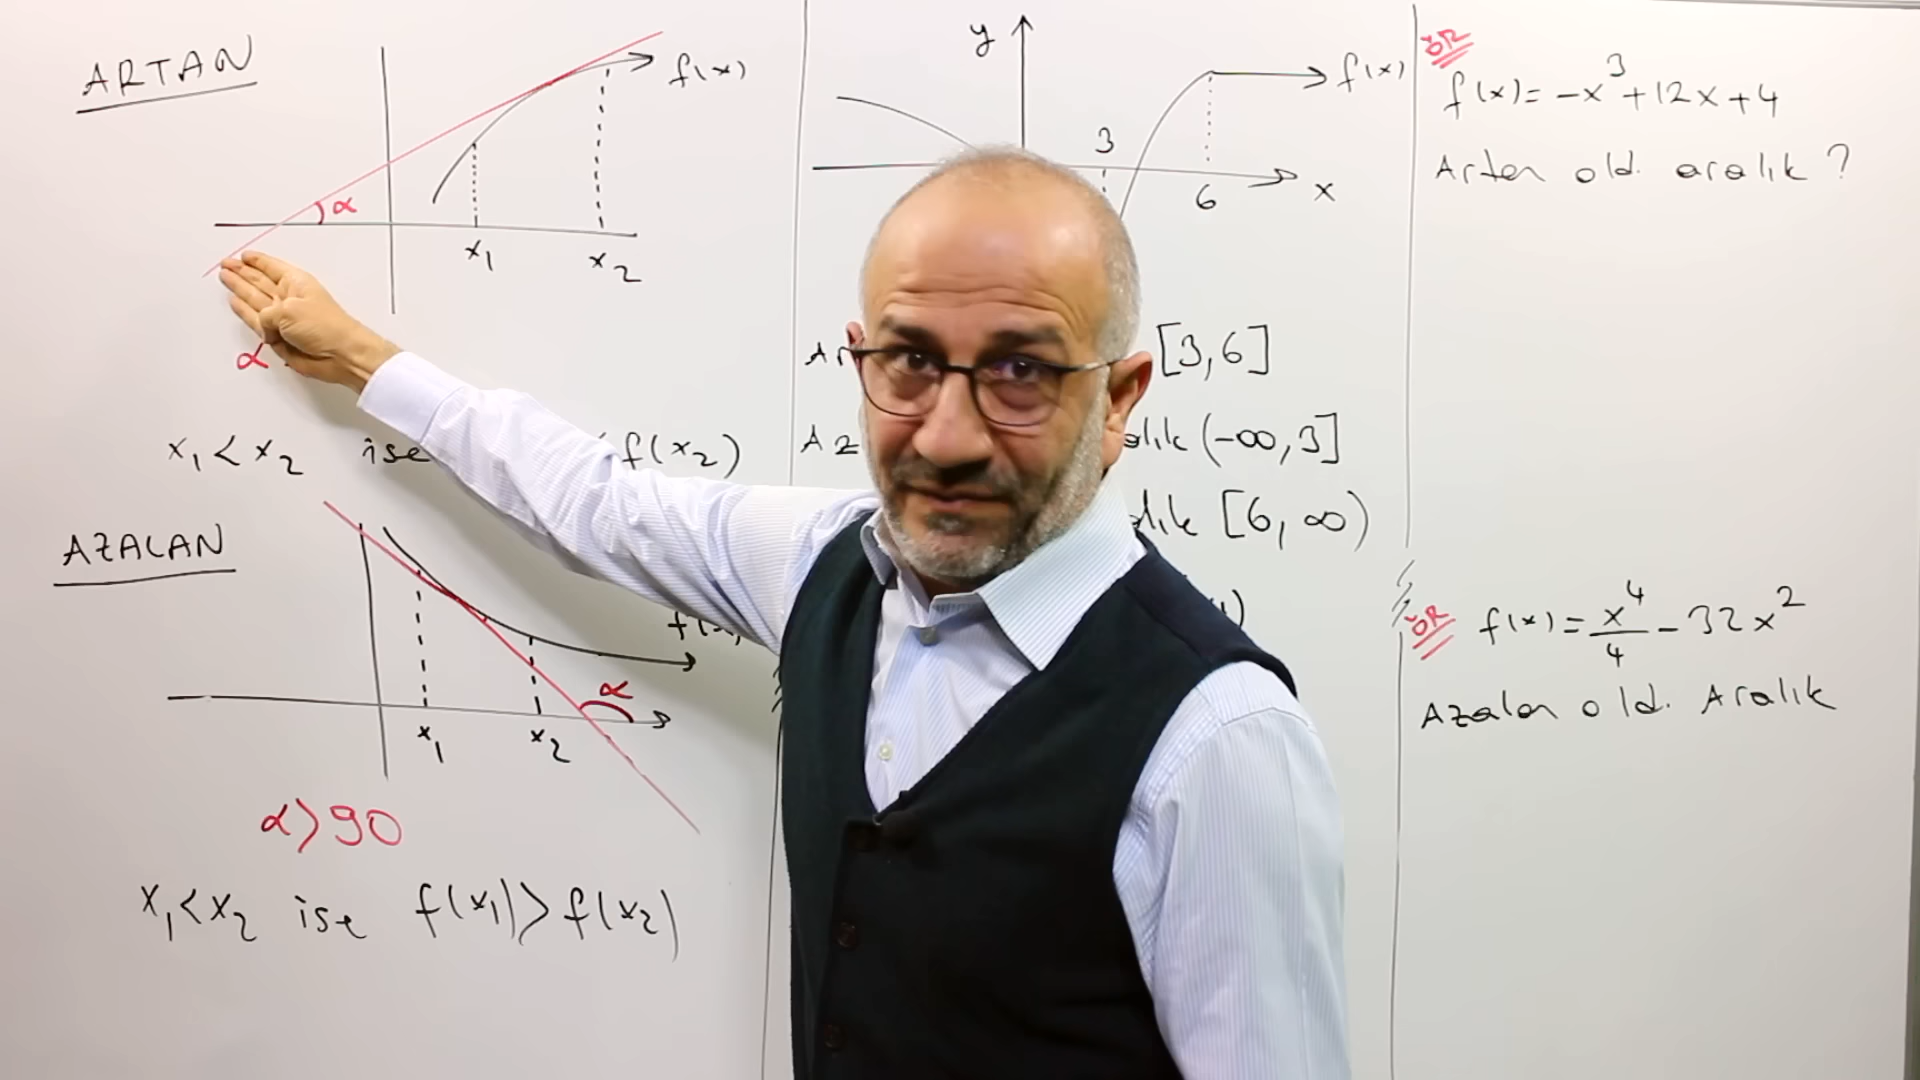 ARTAN
f(x)
α
x₁
x₂
α
x₁ < x₂ ise f(x₂)
AZALAN
α
x₁
x₂
α > 90
x₁ < x₂ ise f(x₁) > f(x₂)
y
f(x)
3
6
x
[3,6]
(-∞,3]
[6,∞)
ÖR
f(x) = -x³ + 12x + 4
Artan old. aralık ?
ÖR
f(x) = x⁴/4 - 32x²
Azalan old. Aralık